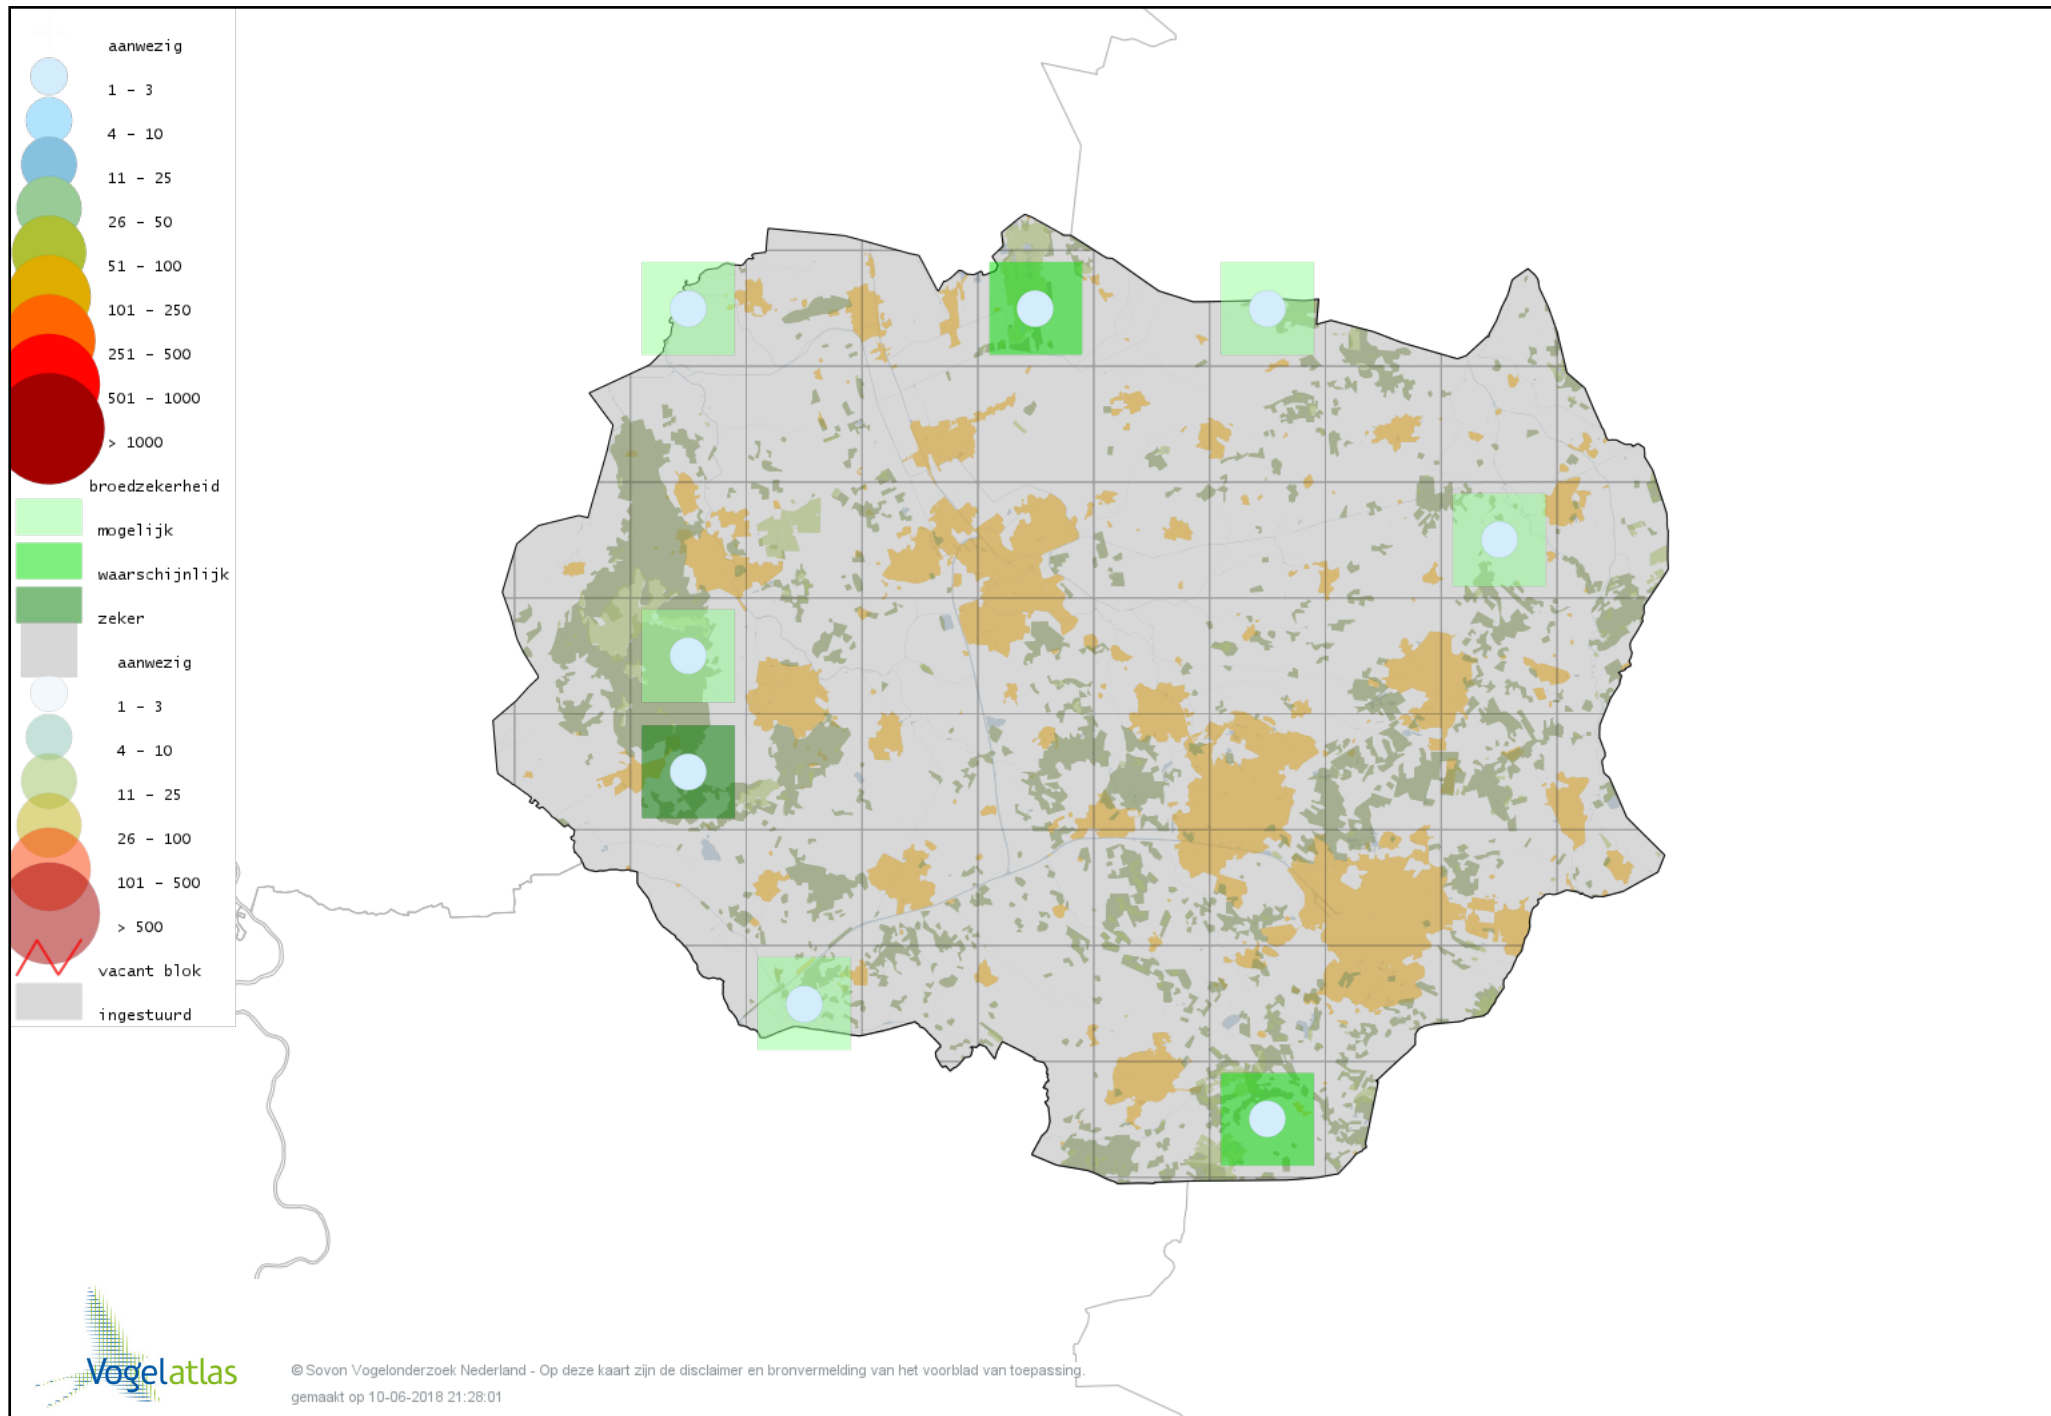 aanwezig
1 - 3
4 - 10
11 - 25
26 - 50
51 - 100
101 - 250
251 - 500
501 - 1000
> 1000
broedzekerheid
mogelijk
waarschijnlijk
zeker
aanwezig
1 - 3
4 - 10
11 - 25
26 - 100
101 - 500
> 500
vacant blok
ingestuurd
Vogelatlas
© Sovon Vogelonderzoek Nederland - Op deze kaart zijn de disclaimer en bronvermelding van het voorblad van toepassing.
gemaakt op 10-06-2018 21:28:01